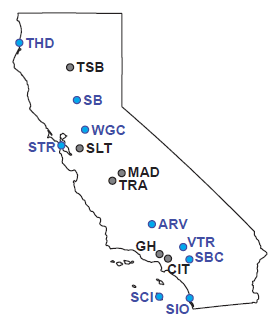 THD
TSB
SB
WGC
STR
SLT
MAD
TRA
ARV
VTR
GH
SBC
CIT
SCI
SIO